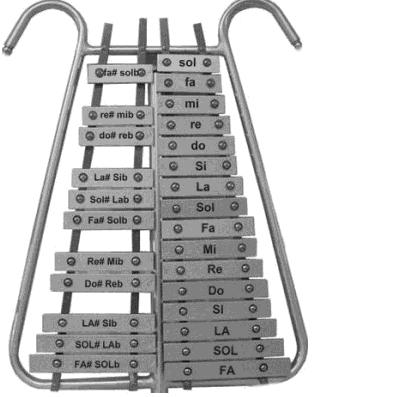 sol
fa# solb
fa
mi
re# mib
re
do# reb
do
Si
La# Sib
La
Sol# Lab
Sol
Fa# Solb
Fa
Mi
Re# Mib
Re
Do# Reb
Do
SI
LA# SIb
LA
SOL# LAb
SOL
FA# SOLb
FA